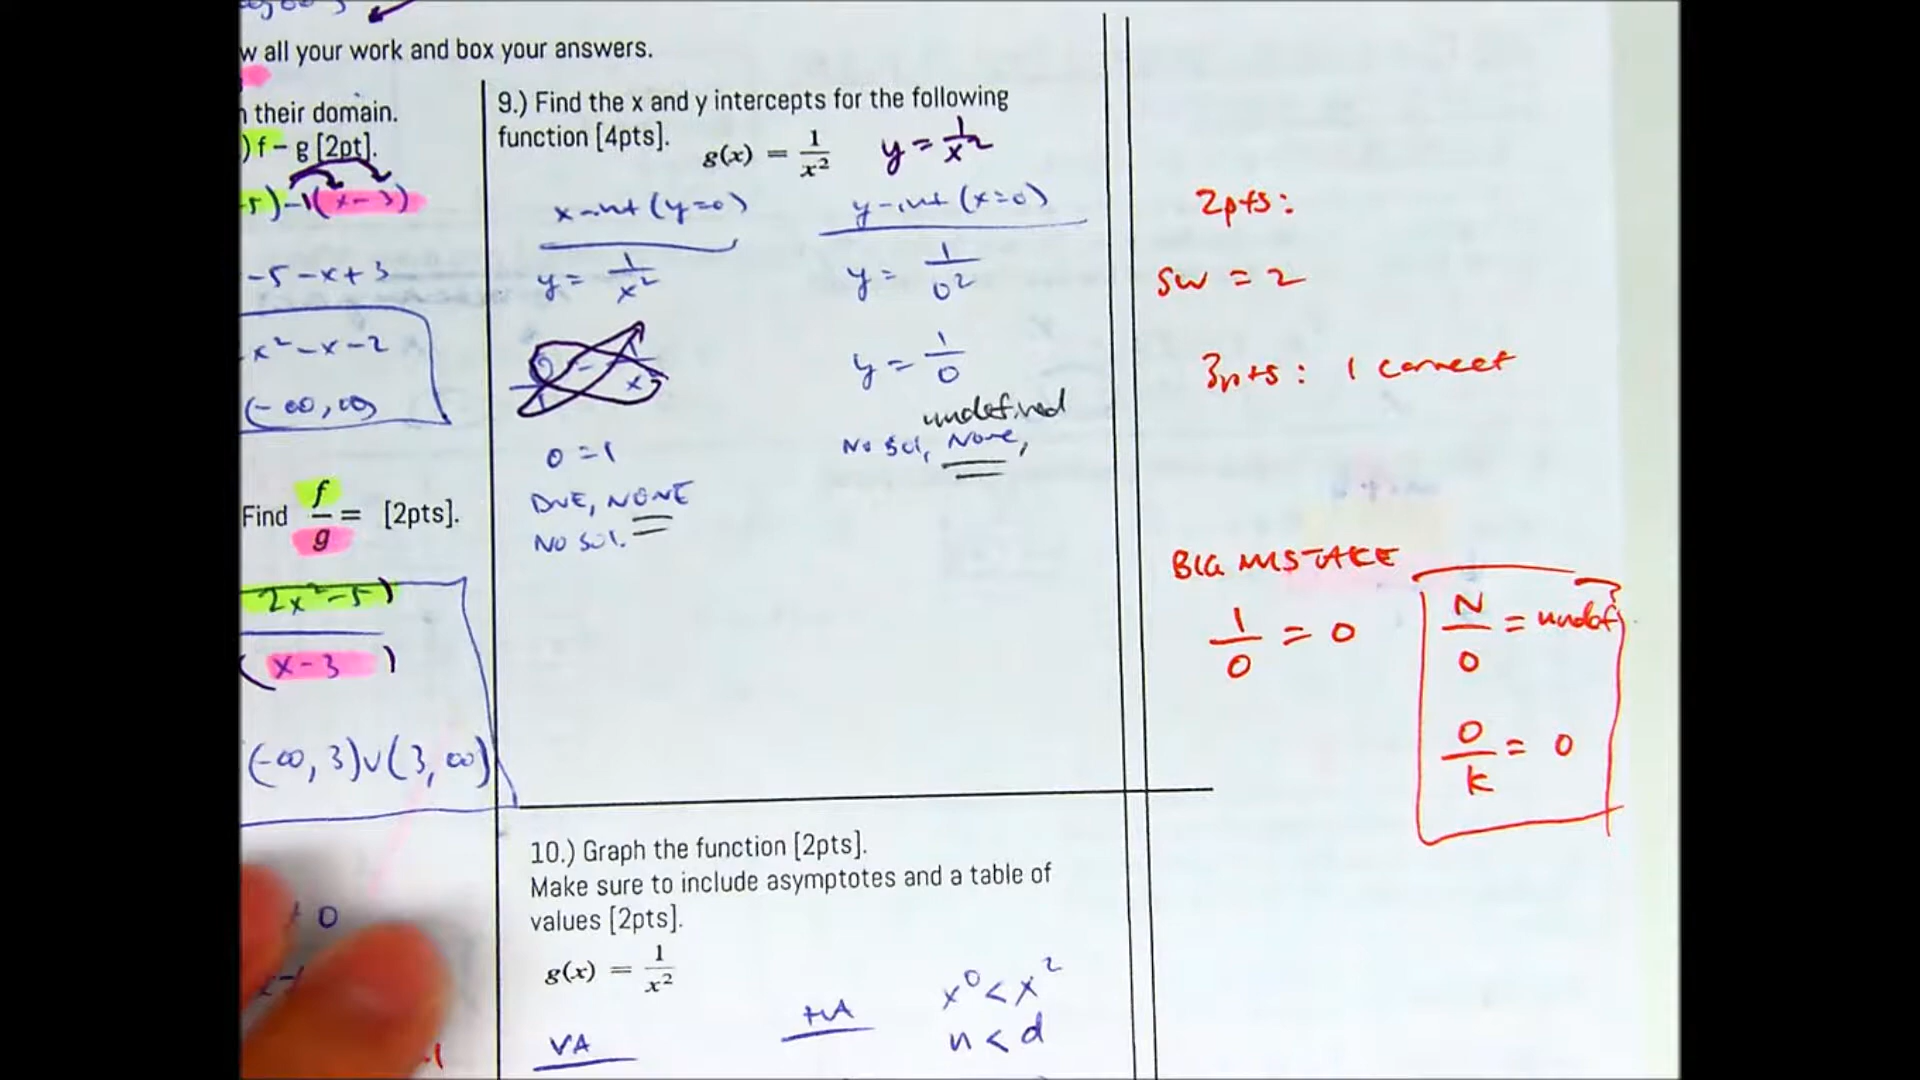 w all your work and box your answers.
n their domain.
) f - g [2pt].
-5) -1(x-3)
-5 -x+3
x² -x-2
(-∞, ∞)
Find f/g = [2pts].
2x²-5)
(x-3)
(-∞, 3)∪(3, ∞)
≠ 0
9.) Find the x and y intercepts for the following
function [4pts]. g(x) = 1/x² y = 1/x²
x-int (y=0)
y = 1/x²
0 = 1
DNE, NONE
No Sol.
y-int (x=0)
y = 1/0²
y = 1/0
undefined
No Sol, None,
10.) Graph the function [2pts].
Make sure to include asymptotes and a table of
values [2pts].
g(x) = 1/x²
VA
HA
x⁰ < x²
n < d
2pts:
SW = 2
3pts: 1 correct
BIG MISTAKE
1/0 = 0
N/0 = undef
0/k = 0